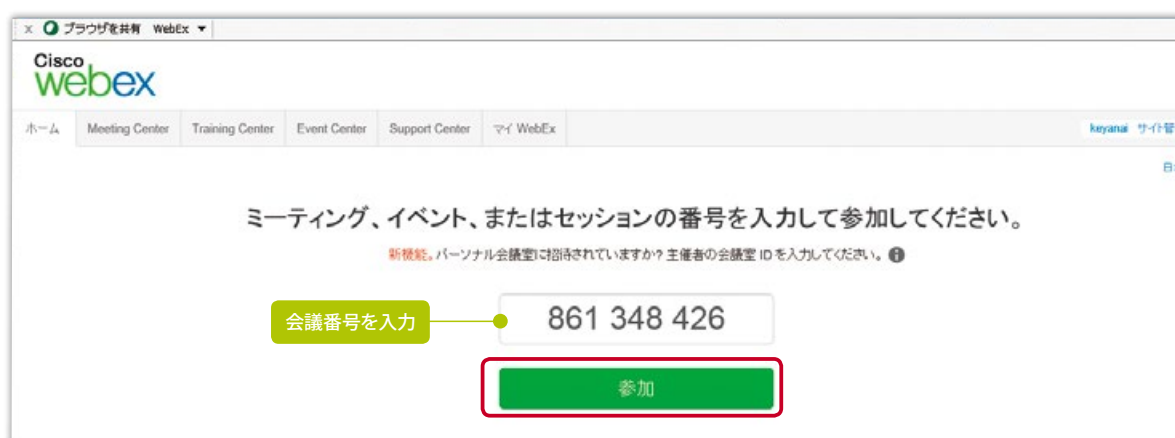 x ブラウザを共有 WebEx ▼
Cisco
webex
ホーム Meeting Center Training Center Event Center Support Center マイ WebEx keyanai サイト管
日
ミーティング、イベント、またはセッションの番号を入力して参加してください。
新機能。パーソナル会議室に招待されていますか? 主催者の会議室 ID を入力してください。
会議番号を入力 861 348 426
参加